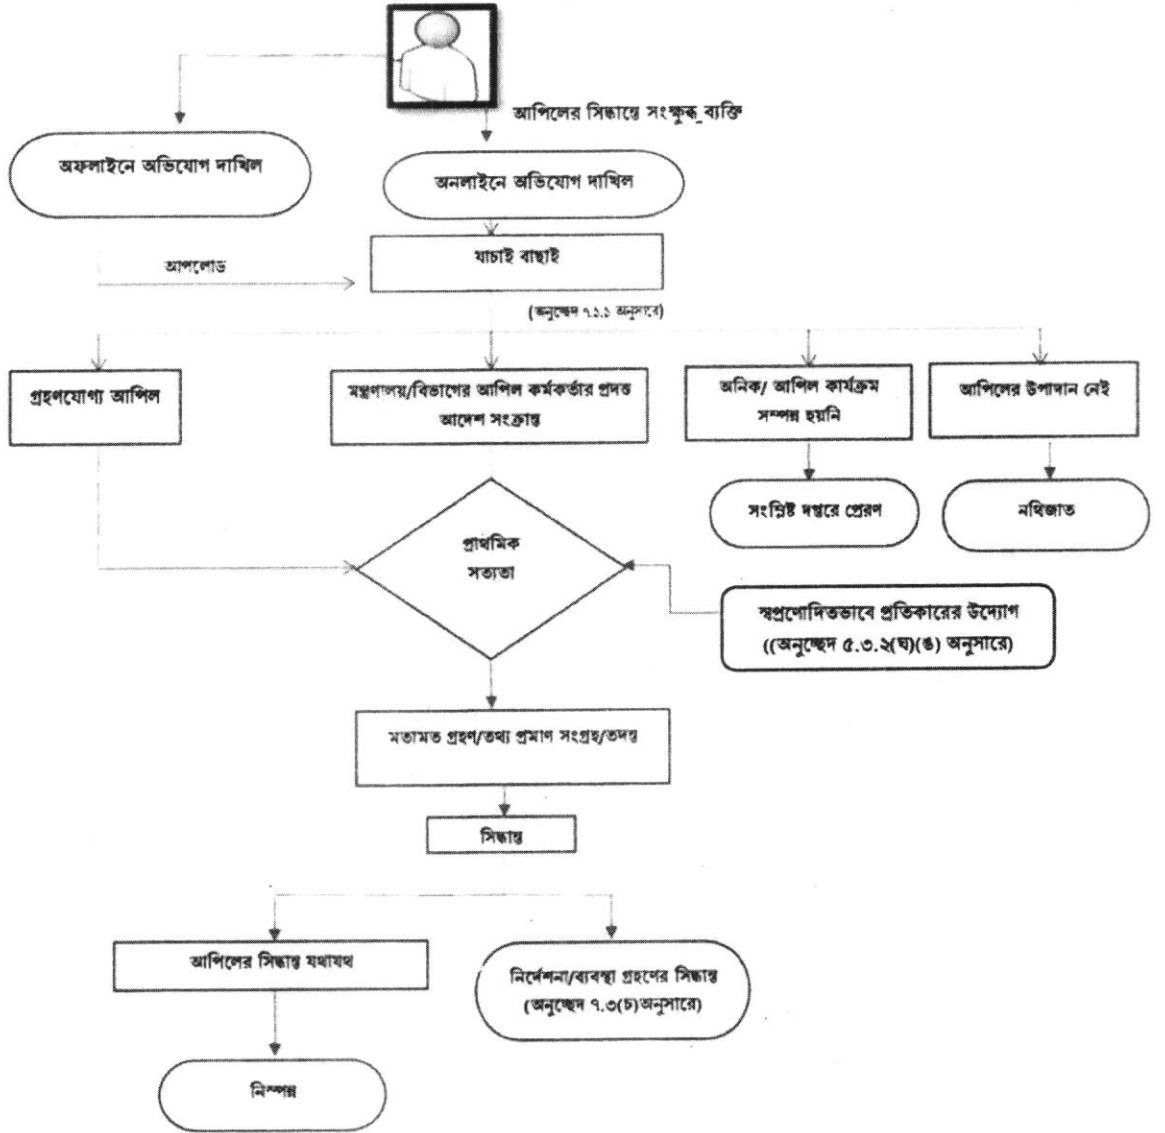 আপিলের সিদ্ধান্তে সংক্ষুব্ধ ব্যক্তি
অফলাইনে অভিযোগ দাখিল
অনলাইনে অভিযোগ দাখিল
যাচাই বাছাই
আপলোড
(অনুচ্ছেদ ৭.১.১ অনুসারে)
গ্রহণযোগ্য আপিল
মন্ত্রণালয়/বিভাগের আপিল কর্মকর্তার প্রদত্ত
আদেশ সংক্রান্ত
অনিক/ আপিল কার্যক্রম
সম্পন্ন হয়নি
আপিলের উপাদান নেই
সংশ্লিষ্ট দপ্তরে প্রেরণ
নথিজাত
প্রাথমিক
সত্যতা
স্বপ্রণোদিতভাবে প্রতিকারের উদ্যোগ
((অনুচ্ছেদ ৫.৩.২(ঘ)(ঙ) অনুসারে)
মতামত গ্রহণ/তথ্য প্রমাণ সংগ্রহ/তদন্ত
সিদ্ধান্ত
আপিলের সিদ্ধান্ত যথাযথ
নির্দেশনা/ব্যবস্থা গ্রহণের সিদ্ধান্ত
(অনুচ্ছেদ ৭.৩(চ)অনুসারে)
নিস্পন্ন